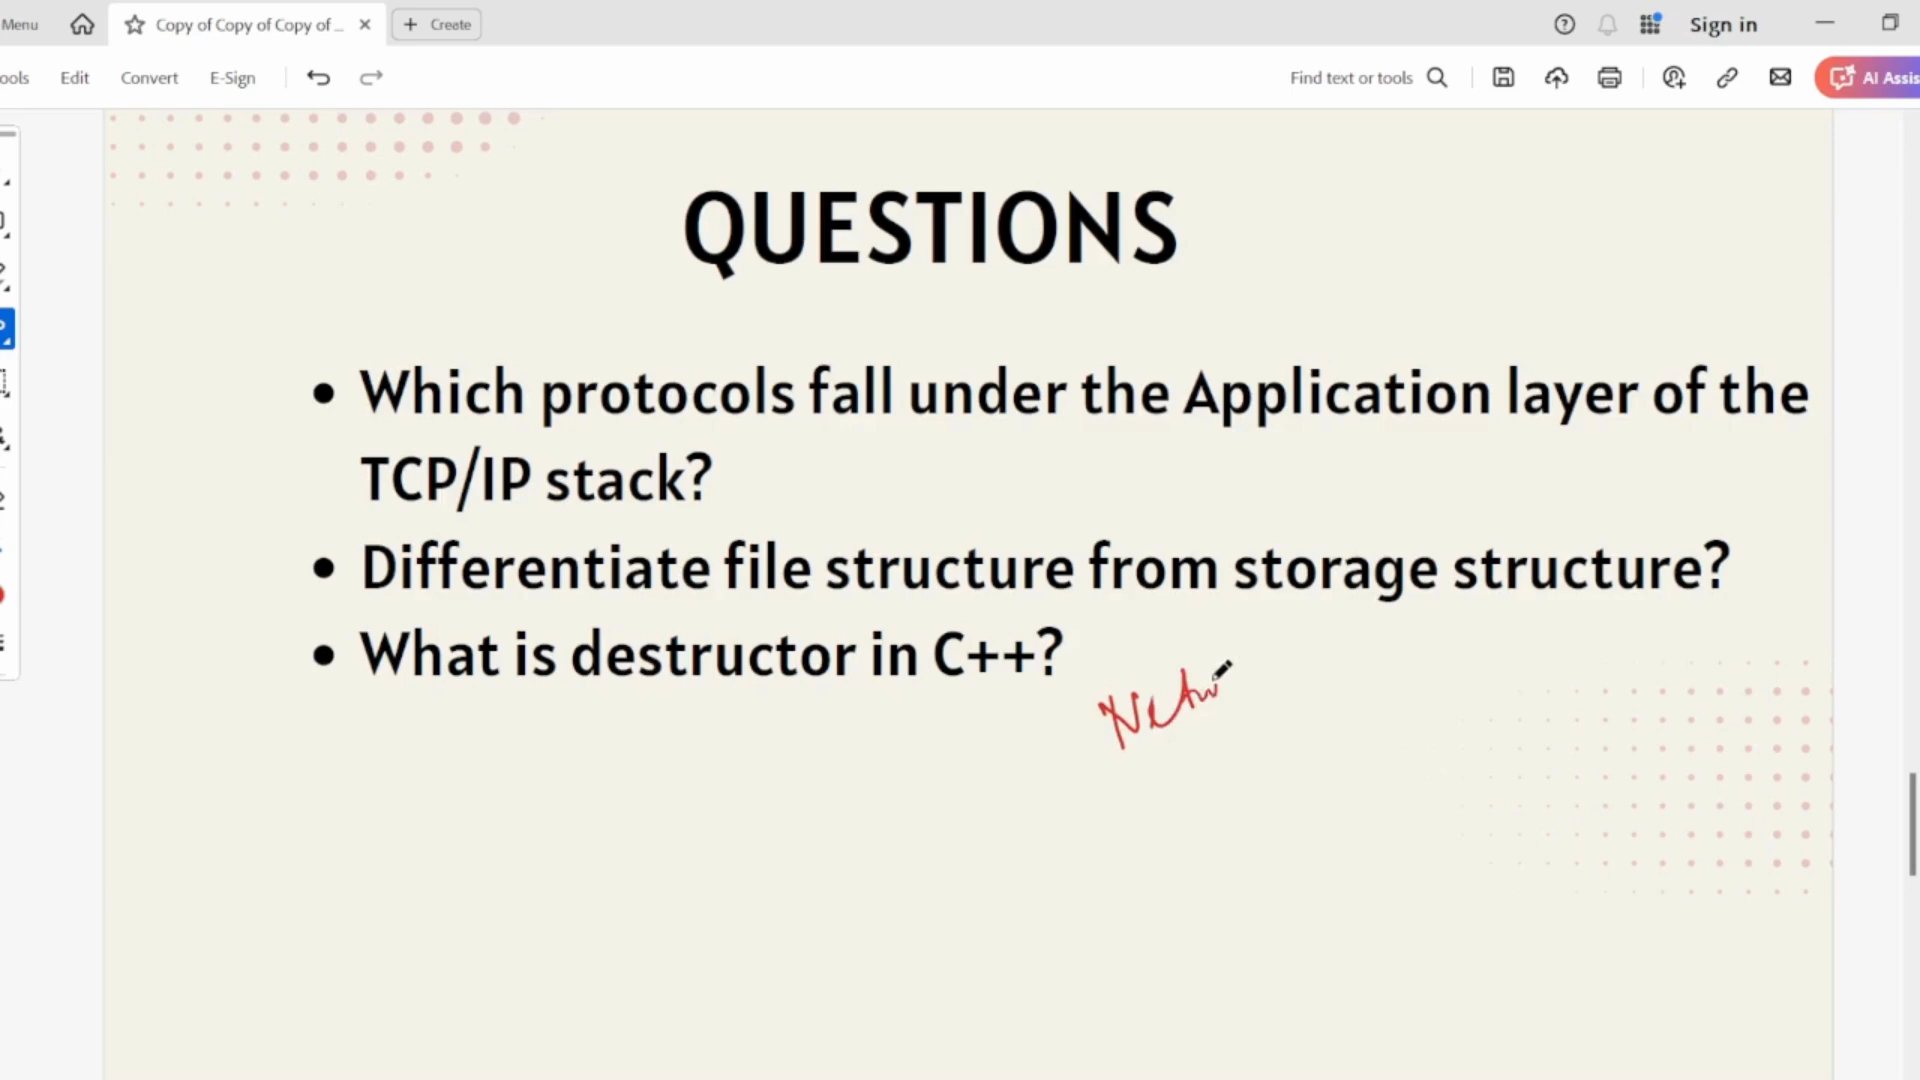 Menu
Copy of Copy of Copy of ...
Create
Sign in
ools
Edit
Convert
E-Sign
Find text or tools
AI Assis
QUESTIONS
• Which protocols fall under the Application layer of the
TCP/IP stack?
• Differentiate file structure from storage structure?
• What is destructor in C++?
Netw